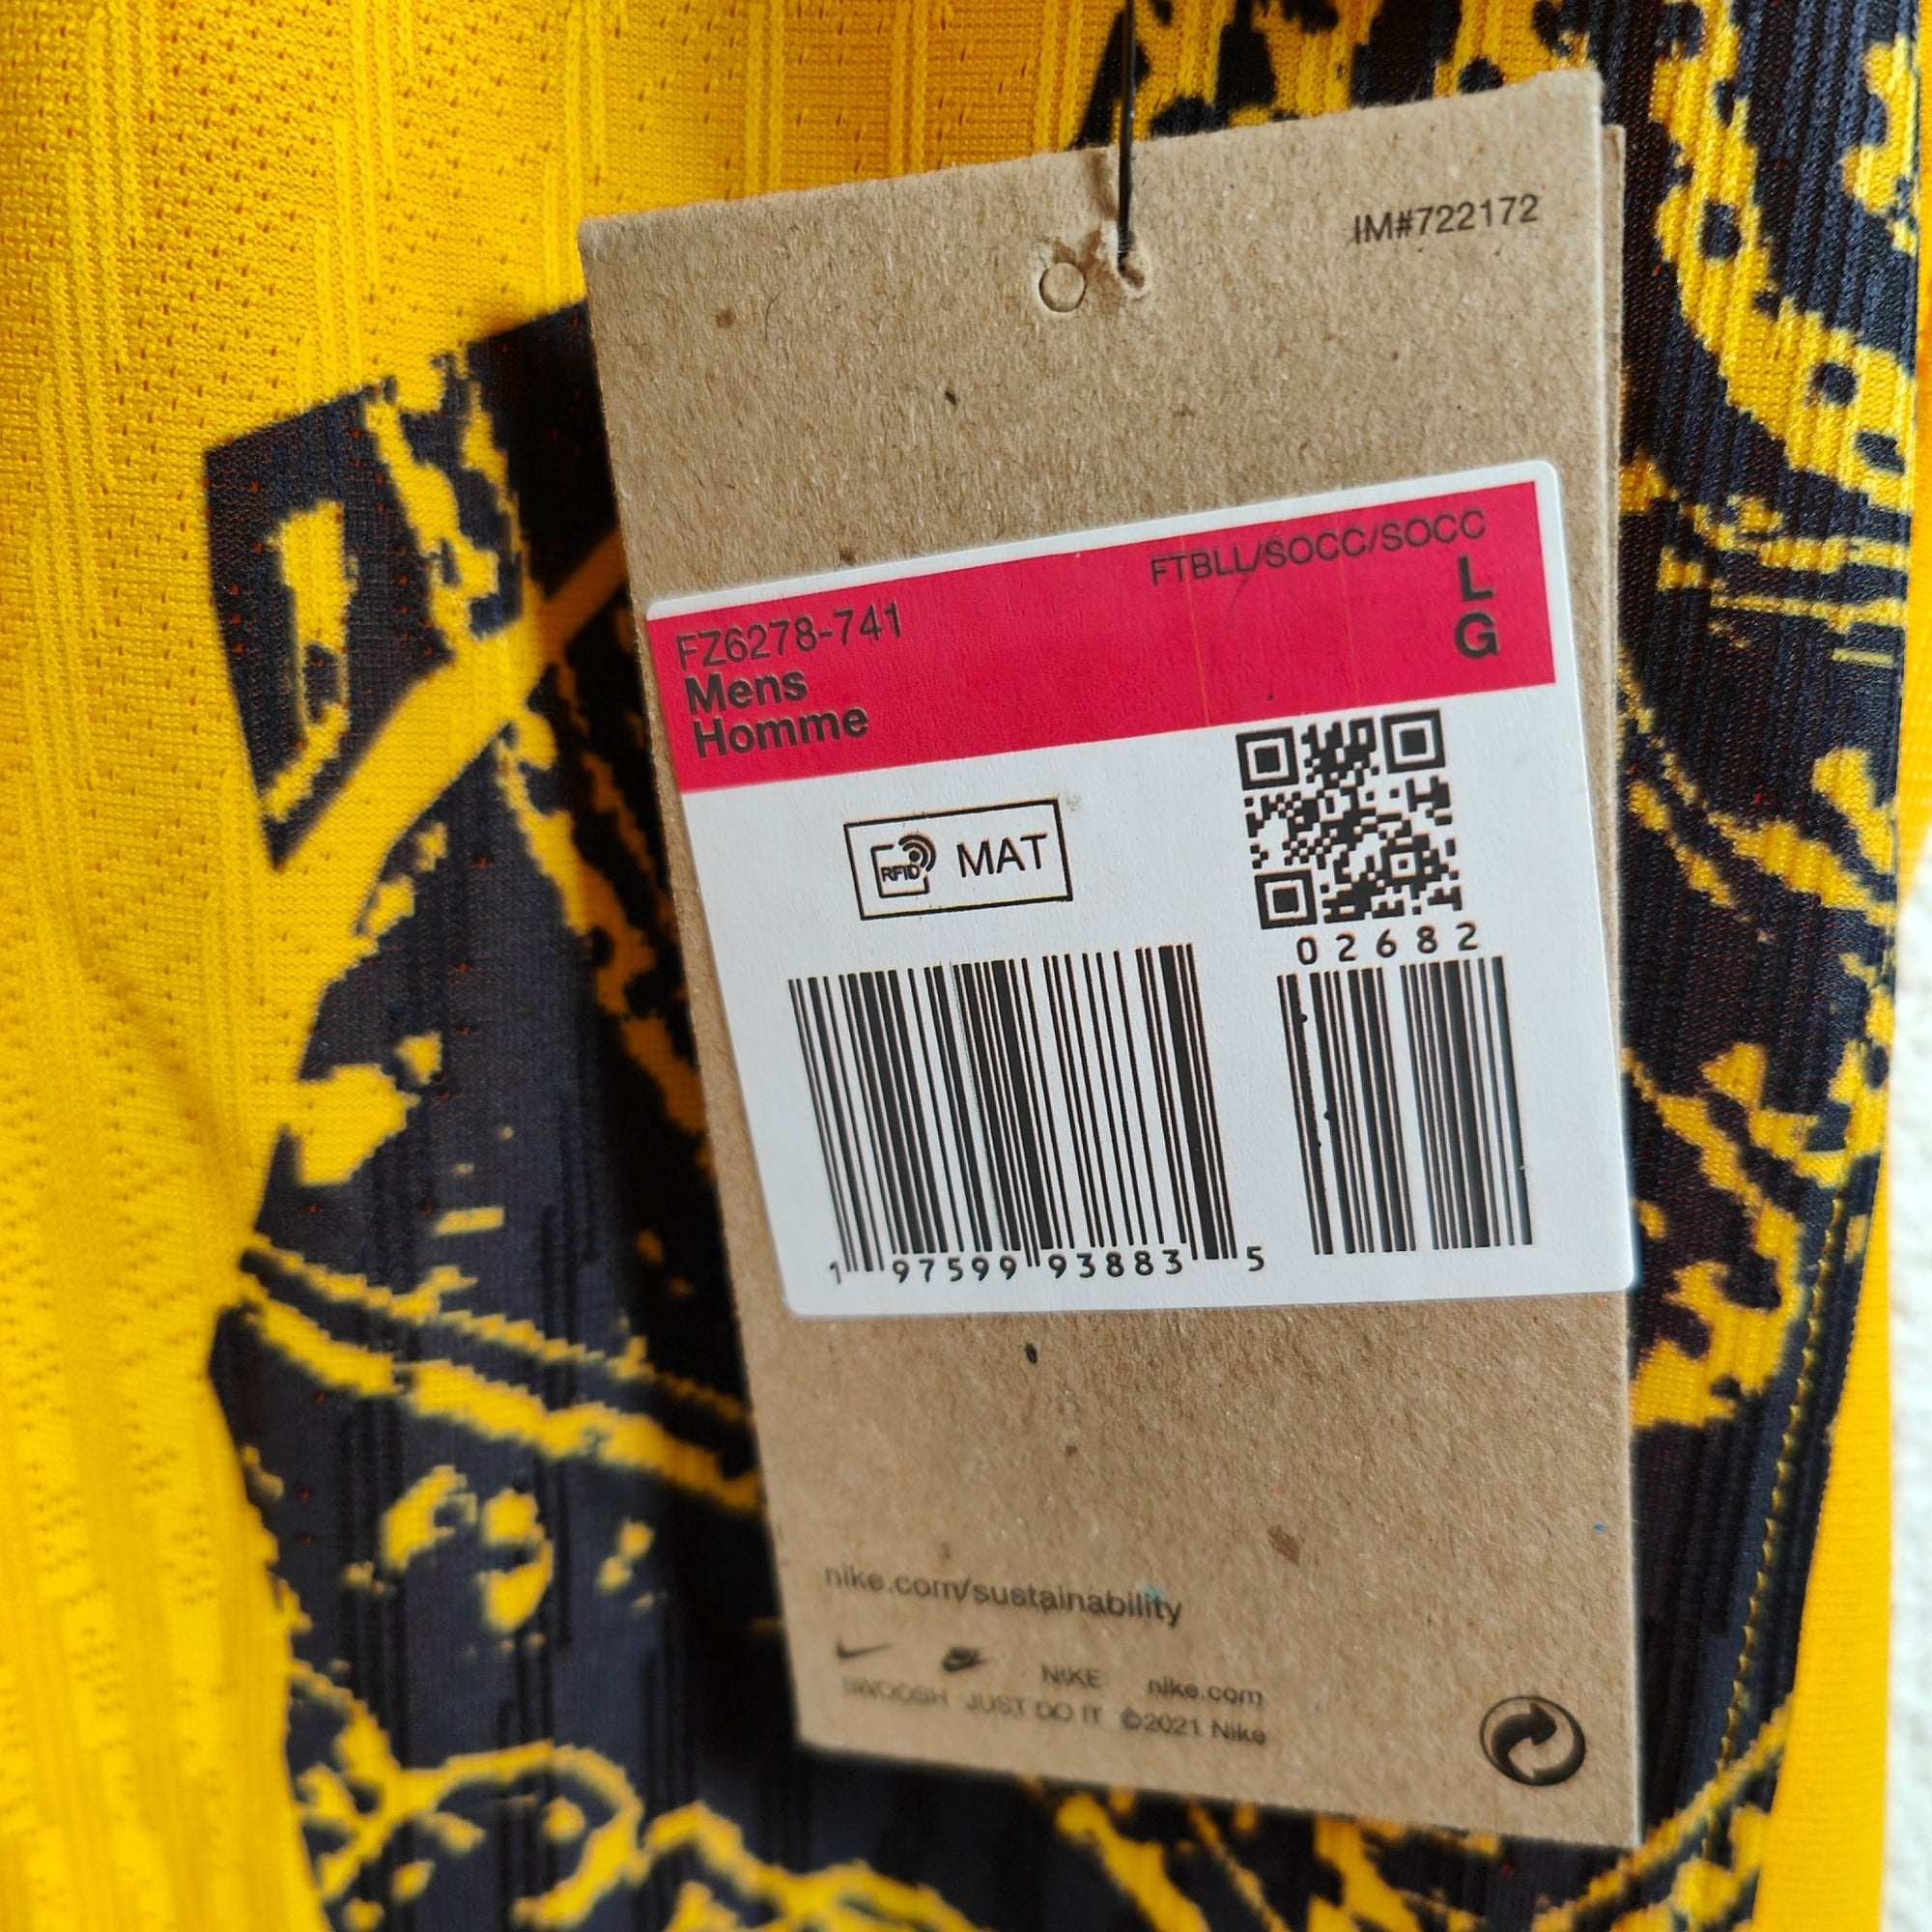 IM#722172
FTBLL/SOCC/SOCC
L
G
FZ6278-741
Mens
Homme
RFID MAT
02682
1 97599 93883 5
nike.com/sustainability
NIKE nike.com
SWOOSH JUST DO IT ©2021 Nike